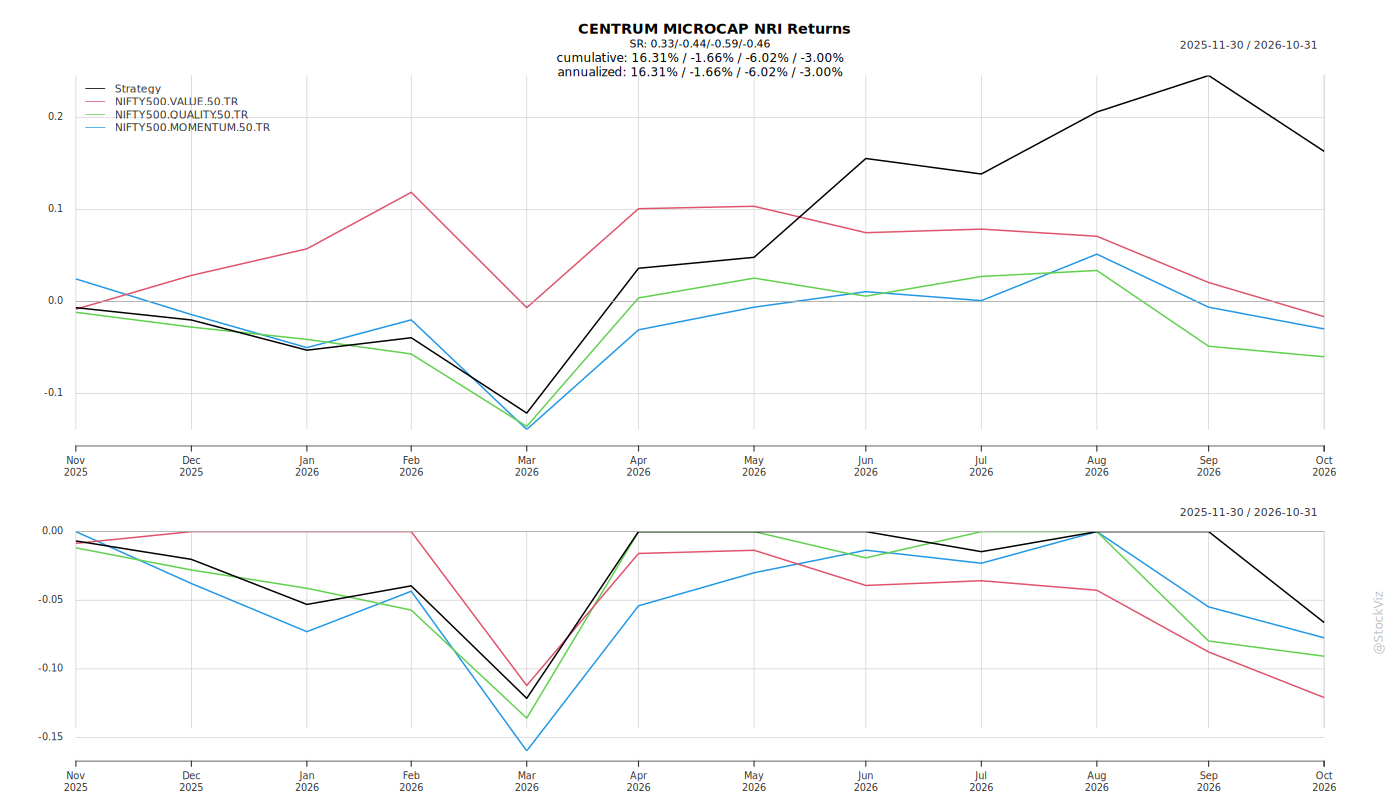 CENTRUM MICROCAP NRI Returns
SR: 0.33/-0.44/-0.59/-0.46
cumulative: 16.31% / -1.66% / -6.02% / -3.00%
annualized: 16.31% / -1.66% / -6.02% / -3.00%
2025-11-30 / 2026-10-31
Strategy
NIFTY500.VALUE.50.TR
NIFTY500.QUALITY50.TR
NIFTY500.MOMENTUM.50.TR
0.2
0.1
0.0
-0.1
Nov Dec Jan Feb Mar Apr May Jun Jul Aug Sep Oct
2025 2025 2026 2026 2026 2026 2026 2026 2026 2026 2026 2026
2025-11-30 / 2026-10-31
0.00
-0.05
-0.10
-0.15
Nov Dec Jan Feb Mar Apr May Jun Jul Aug Sep Oct
2025 2025 2026 2026 2026 2026 2026 2026 2026 2026 2026 2026
@StockViz